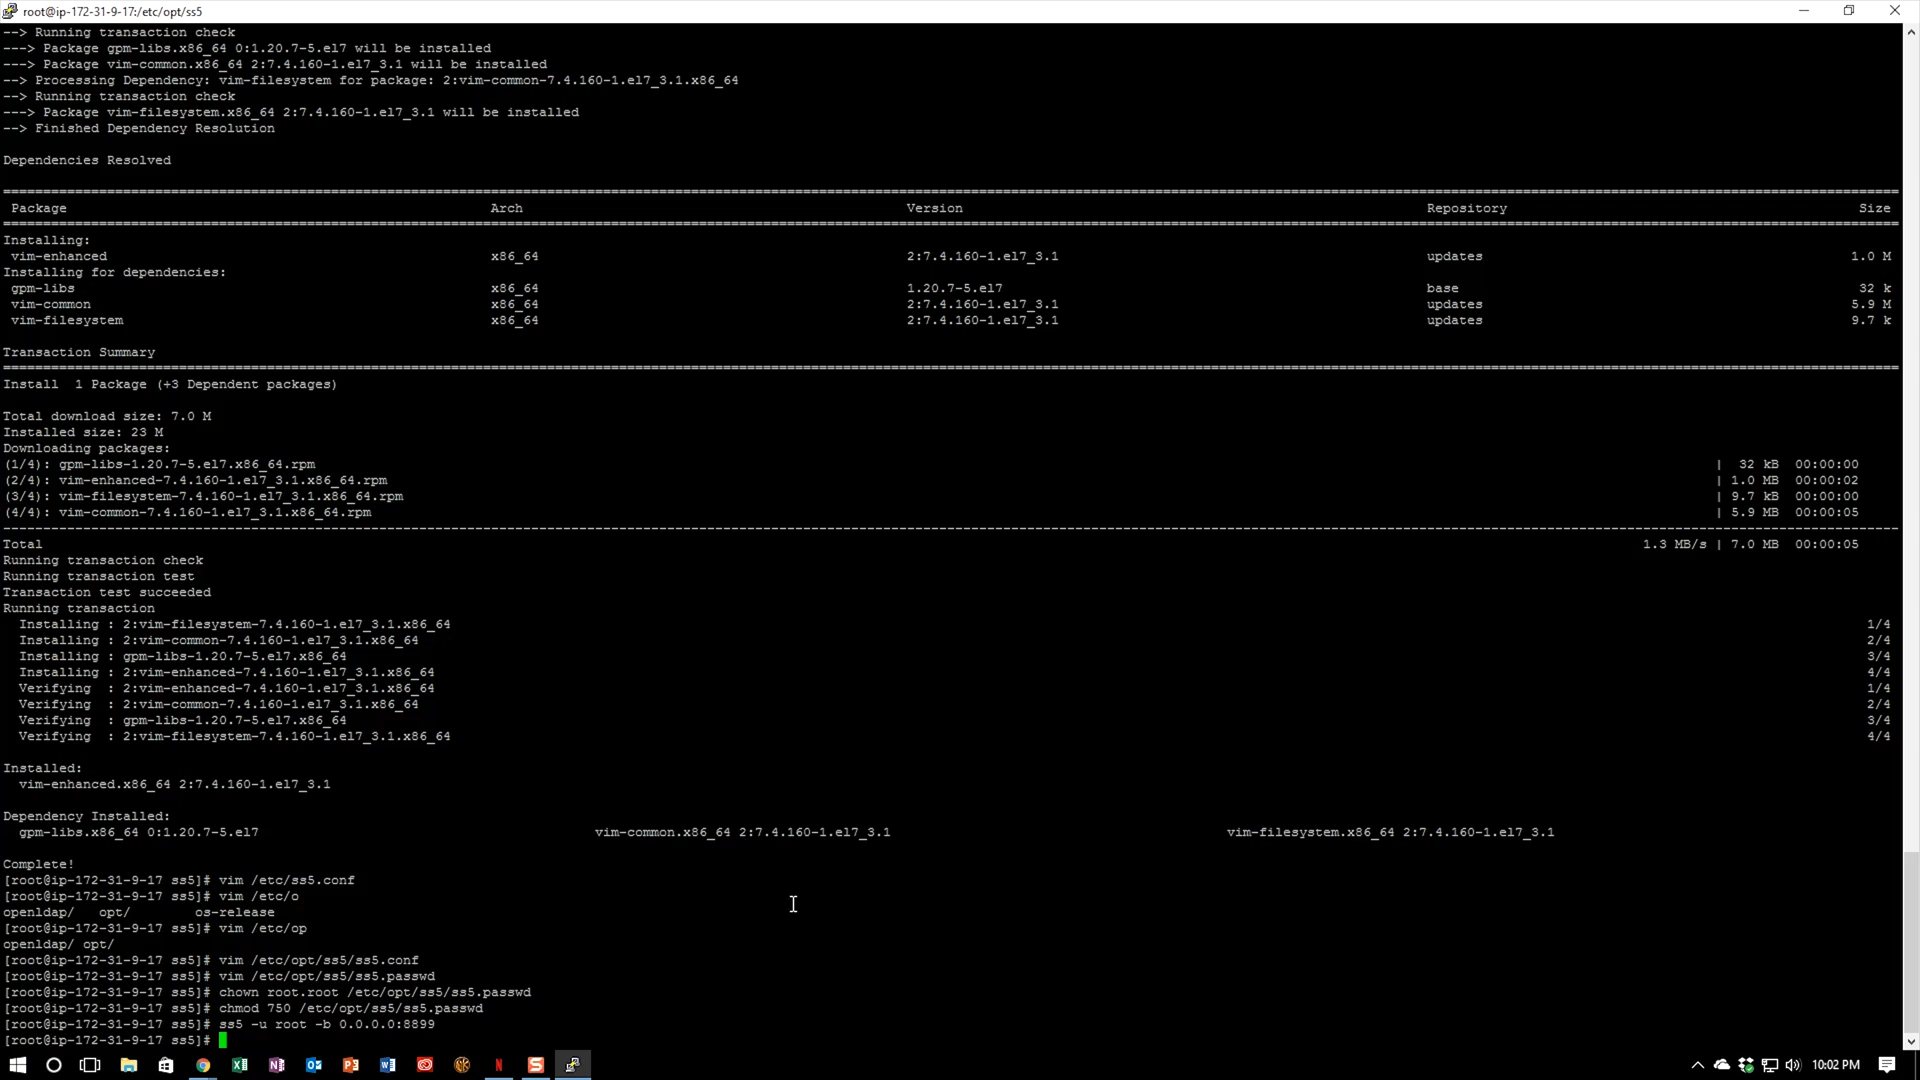 root@ip-172-31-9-17:/etc/opt/ss5
--> Running transaction check
---> Package gpm-libs.x86_64 0:1.20.7-5.el7 will be installed
---> Package vim-common.x86_64 2:7.4.160-1.el7_3.1 will be installed
--> Processing Dependency: vim-filesystem for package: 2:vim-common-7.4.160-1.el7_3.1.x86_64
--> Running transaction check
---> Package vim-filesystem.x86_64 2:7.4.160-1.el7_3.1 will be installed
--> Finished Dependency Resolution
Dependencies Resolved
Package Arch Version Repository Size
Installing:
vim-enhanced x86_64 2:7.4.160-1.el7_3.1 updates 1.0 M
Installing for dependencies:
gpm-libs x86_64 1.20.7-5.el7 base 32 k
vim-common x86_64 2:7.4.160-1.el7_3.1 updates 5.9 M
vim-filesystem x86_64 2:7.4.160-1.el7_3.1 updates 9.7 k
Transaction Summary
Install 1 Package (+3 Dependent packages)
Total download size: 7.0 M
Installed size: 23 M
Downloading packages:
(1/4): gpm-libs-1.20.7-5.el7.x86_64.rpm | 32 kB 00:00:00
(2/4): vim-enhanced-7.4.160-1.el7_3.1.x86_64.rpm | 1.0 MB 00:00:02
(3/4): vim-filesystem-7.4.160-1.el7_3.1.x86_64.rpm | 9.7 kB 00:00:00
(4/4): vim-common-7.4.160-1.el7_3.1.x86_64.rpm | 5.9 MB 00:00:05
Total 1.3 MB/s | 7.0 MB 00:00:05
Running transaction check
Running transaction test
Transaction test succeeded
Running transaction
Installing : 2:vim-filesystem-7.4.160-1.el7_3.1.x86_64 1/4
Installing : 2:vim-common-7.4.160-1.el7_3.1.x86_64 2/4
Installing : gpm-libs-1.20.7-5.el7.x86_64 3/4
Installing : 2:vim-enhanced-7.4.160-1.el7_3.1.x86_64 4/4
Verifying : 2:vim-enhanced-7.4.160-1.el7_3.1.x86_64 1/4
Verifying : 2:vim-common-7.4.160-1.el7_3.1.x86_64 2/4
Verifying : gpm-libs-1.20.7-5.el7.x86_64 3/4
Verifying : 2:vim-filesystem-7.4.160-1.el7_3.1.x86_64 4/4
Installed:
vim-enhanced.x86_64 2:7.4.160-1.el7_3.1
Dependency Installed:
gpm-libs.x86_64 0:1.20.7-5.el7 vim-common.x86_64 2:7.4.160-1.el7_3.1 vim-filesystem.x86_64 2:7.4.160-1.el7_3.1
Complete!
[root@ip-172-31-9-17 ss5]# vim /etc/ss5.conf
[root@ip-172-31-9-17 ss5]# vim /etc/o
openldap/ opt/ os-release
[root@ip-172-31-9-17 ss5]# vim /etc/op
openldap/ opt/
[root@ip-172-31-9-17 ss5]# vim /etc/opt/ss5/ss5.conf
[root@ip-172-31-9-17 ss5]# vim /etc/opt/ss5/ss5.passwd
[root@ip-172-31-9-17 ss5]# chown root.root /etc/opt/ss5/ss5.passwd
[root@ip-172-31-9-17 ss5]# chmod 750 /etc/opt/ss5/ss5.passwd
[root@ip-172-31-9-17 ss5]# ss5 -u root -b 0.0.0.0:8899
[root@ip-172-31-9-17 ss5]#
10:02 PM